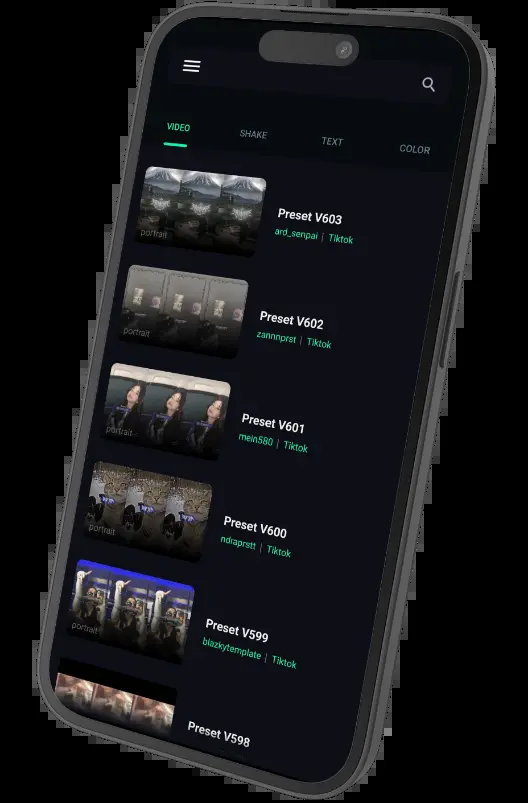 VIDEO SHAKE TEXT COLOR
portrait
Preset V603
ard_senpai | Tiktok
portrait
Preset V602
zannnprst | Tiktok
portrait
Preset V601
mein580 | Tiktok
portrait
Preset V600
ndraprstt | Tiktok
portrait
Preset V599
blazkytemplate | Tiktok
Preset V598